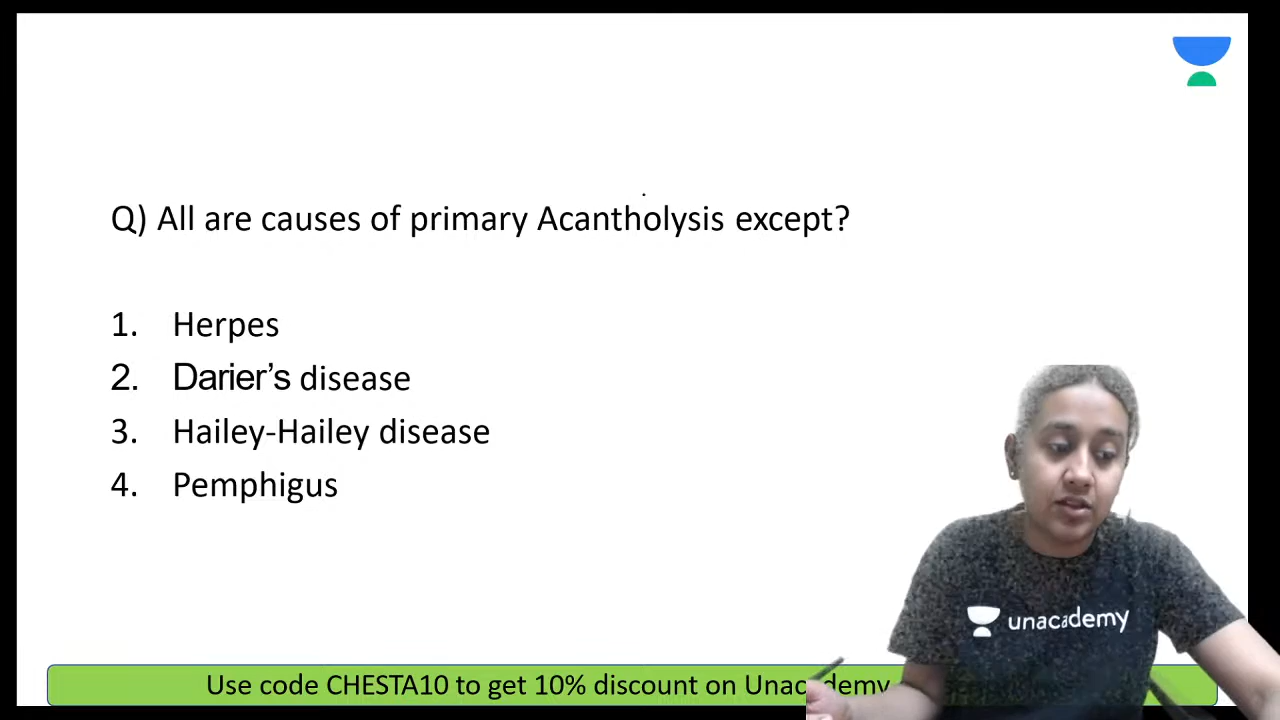 Q) All are causes of primary Acantholysis except?
1. Herpes
2. Darier’s disease
3. Hailey-Hailey disease
4. Pemphigus
unacademy
Use code CHESTA10 to get 10% discount on